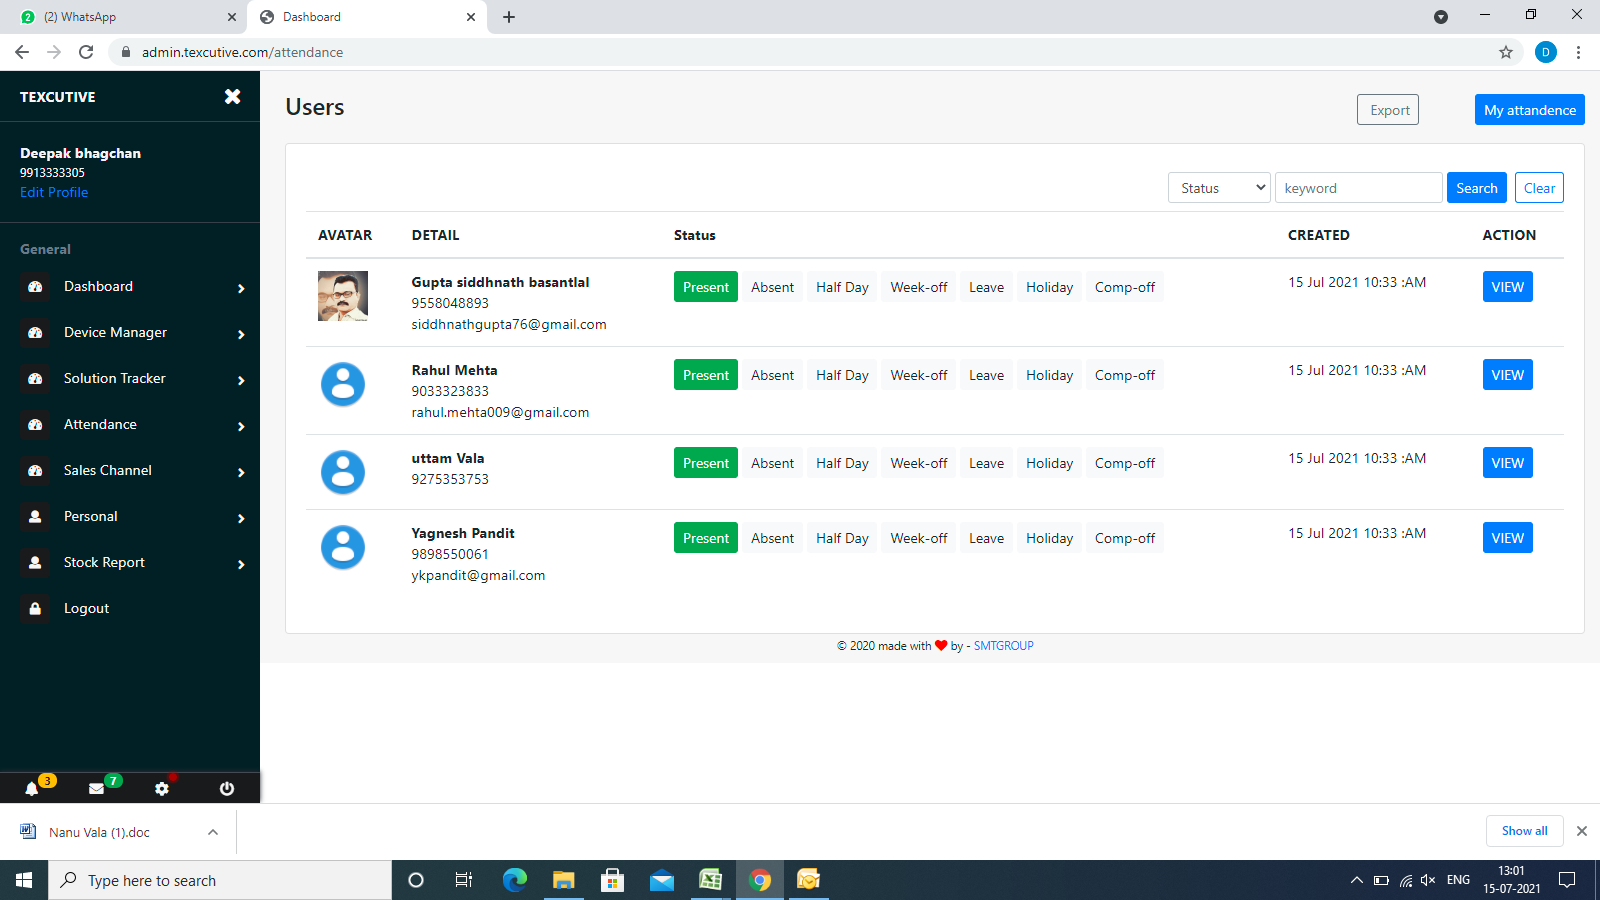 (2) WhatsApp
Dashboard
admin.texcutive.com/attendance
D
TEXCUTIVE
Deepak bhagchan
9913333305
Edit Profile
General
Dashboard
Device Manager
Solution Tracker
Attendance
Sales Channel
Personal
Stock Report
Logout
3
7
Users
Export
My attandence
Status
keyword
Search
Clear
AVATAR DETAIL Status CREATED ACTION
Gupta siddhnath basantlal
9558048893
siddhnathgupta76@gmail.com
Present Absent Half Day Week-off Leave Holiday Comp-off
15 Jul 2021 10:33 :AM
VIEW
Rahul Mehta
9033323833
rahul.mehta009@gmail.com
Present Absent Half Day Week-off Leave Holiday Comp-off
15 Jul 2021 10:33 :AM
VIEW
uttam Vala
9275353753
Present Absent Half Day Week-off Leave Holiday Comp-off
15 Jul 2021 10:33 :AM
VIEW
Yagnesh Pandit
9898550061
ykpandit@gmail.com
Present Absent Half Day Week-off Leave Holiday Comp-off
15 Jul 2021 10:33 :AM
VIEW
© 2020 made with ❤ by - SMTGROUP
Nanu Vala (1).doc
Show all
Type here to search
ENG
13:01
15-07-2021